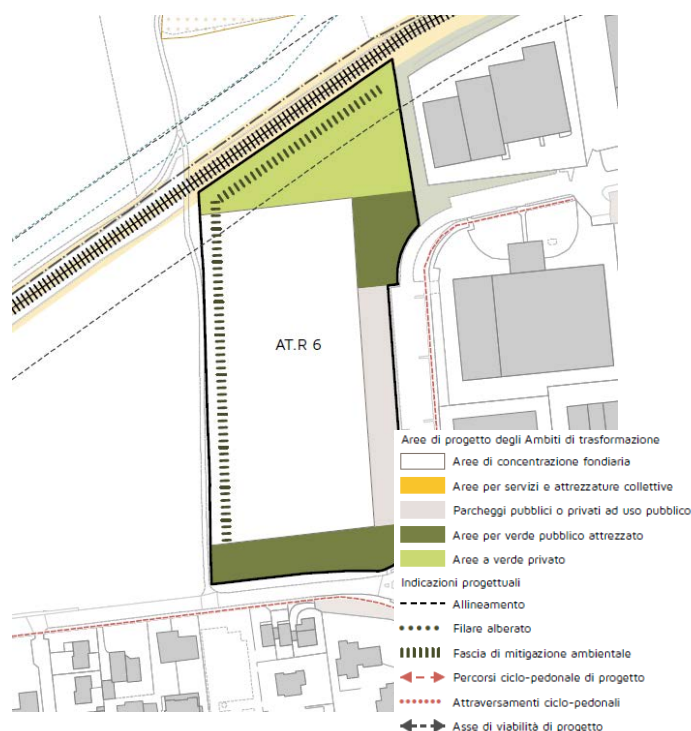 AT.R 6
Aree di progetto degli Ambiti di trasformazione
Aree di concentrazione fondiaria
Aree per servizi e attrezzature collettive
Parcheggi pubblici o privati ad uso pubblico
Aree per verde pubblico attrezzato
Aree a verde privato
Indicazioni progettuali
Allineamento
Filare alberato
Fascia di mitigazione ambientale
Percorsi ciclo-pedonale di progetto
Attraversamenti ciclo-pedonali
Asse di viabilità di progetto